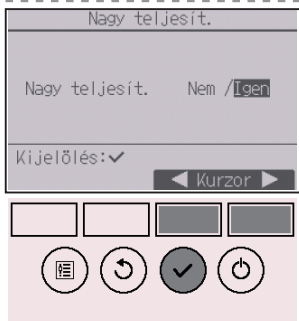 Nagy teljesít.
Nagy teljesít. Nem /Igen
Kijelölés:✓
◀ Kurzor ▶